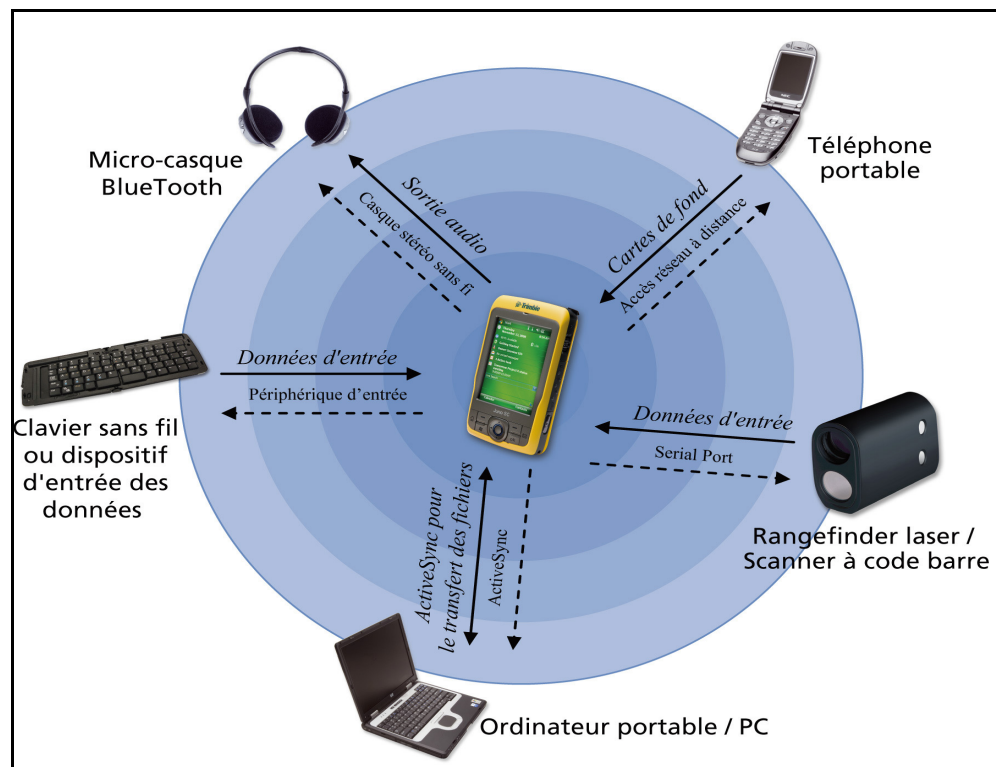 Micro-casque
BlueTooth
Téléphone
portable
Sortie audio
Casque stéréo sans fi
Cartes de fond
Accès réseau à distance
Trimble
Données d'entrée
Périphérique d'entrée
Clavier sans fil
ou dispositif
d'entrée des
données
Données d'entrée
Serial Port
Rangefinder laser /
Scanner à code barre
ActiveSync pour
le transfert des fichiers
ActiveSync
Ordinateur portable / PC